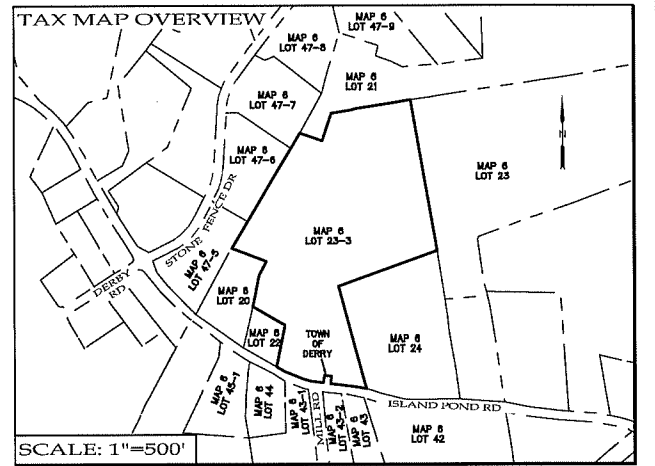 TAX MAP OVERVIEW
MAP 6
LOT 47-9
MAP 6
LOT 47-8
MAP 6
LOT 21
MAP 6
LOT 47-7
N
MAP 6
LOT 47-6
MAP 6
LOT 23
STONE FENCE DR
MAP 6
LOT 23-3
MAP 6
LOT 47-5
DERBY
RD
MAP 6
LOT 20
MAP 6
LOT 22
TOWN
OF
DERRY
MAP 6
LOT 24
MAP 6
LOT 45-1
MAP 6
LOT 44
MAP 6
LOT 43-1
MILL RD
MAP 6
LOT 43-2
MAP 6
LOT 43
ISLAND POND RD
MAP 6
LOT 42
SCALE: 1"=500'